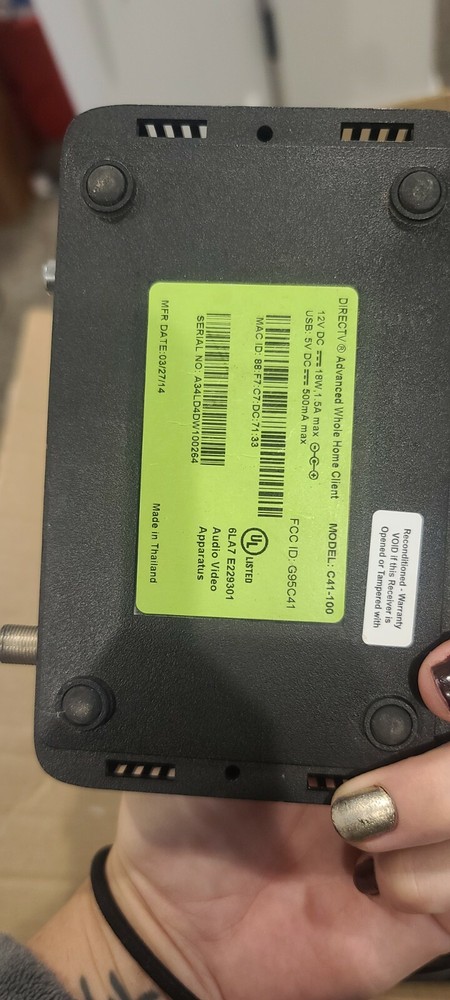 DIRECTV® Advanced Whole Home Client
MODEL: C41-100
12V DC 18W,1.5A max
USB: 5V DC 500mA max
FCC ID: G95C41
MAC ID: 88:F7:C7:DC:71:33
SERIAL NO: A34LD4DW100264
UL
LISTED
6LA7 E229301
Audio Video
Apparatus
MFR DATE:03/27/14
Made in Thailand
Reconditioned - Warranty
VOID if this Receiver is
Opened or Tampered with